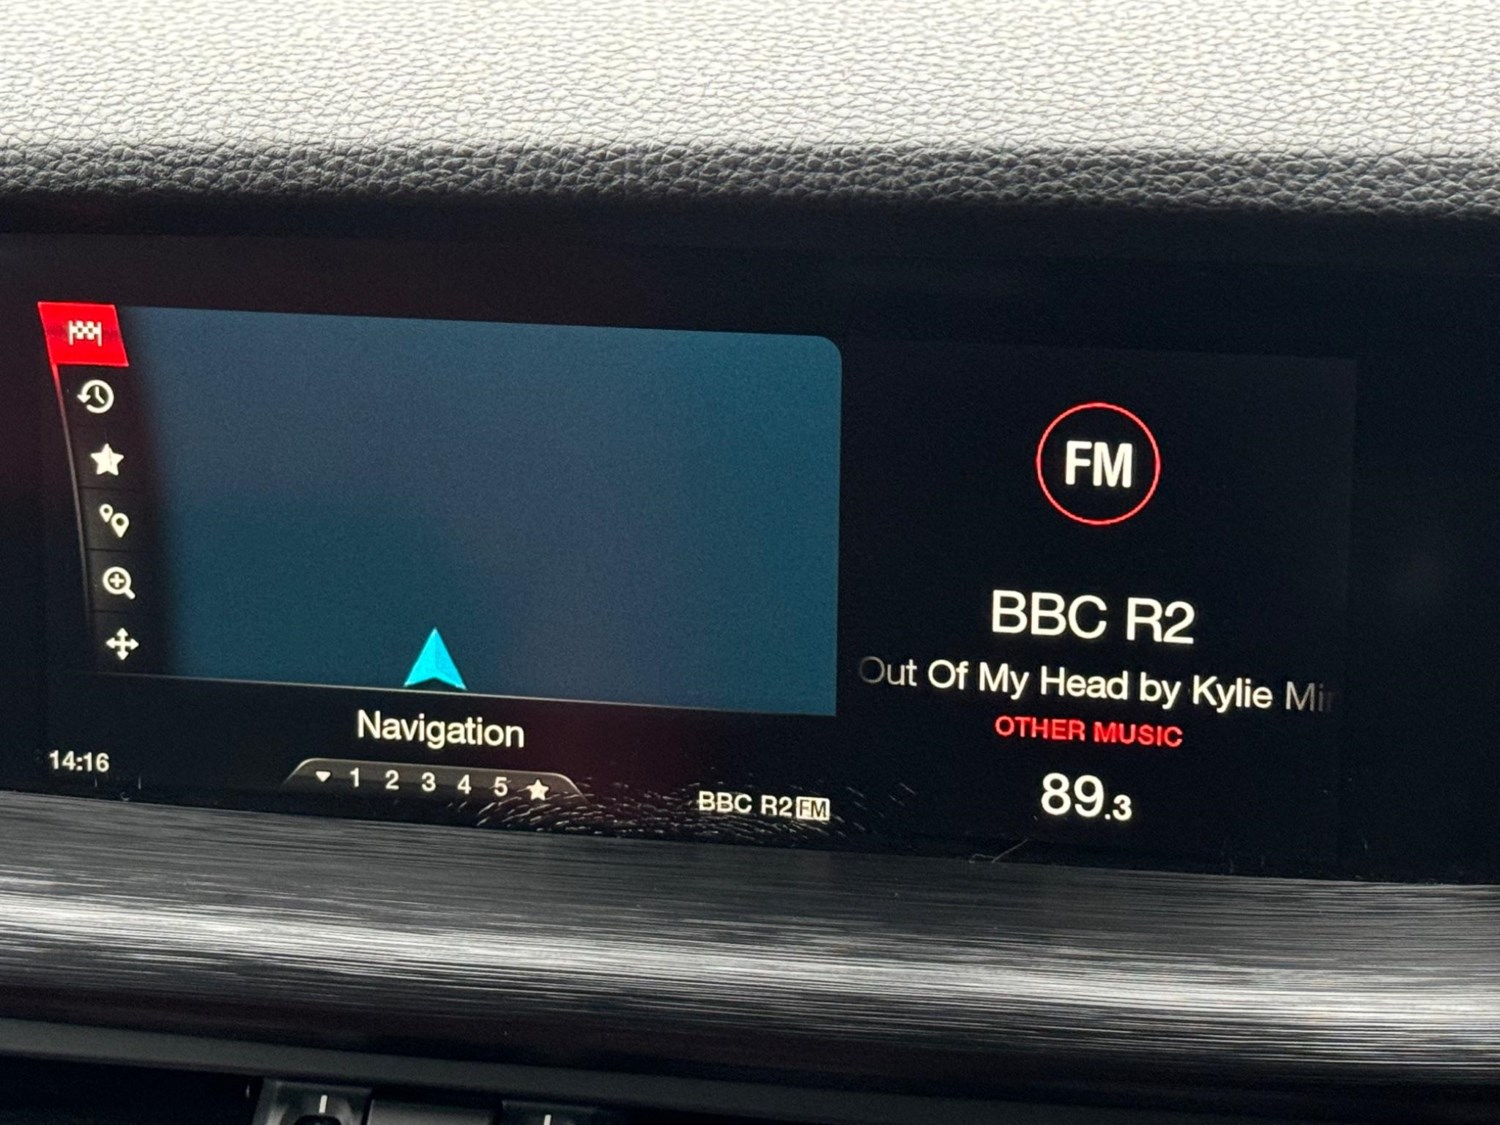 FM
BBC R2
Out Of My Head by Kylie
OTHER MUSIC
89.3
Navigation
14:16
1 2 3 4 5
BBC R2 FM